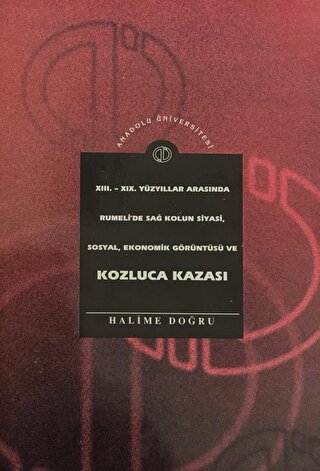 ANADOLU ÜNİVERSİTESİ
XIII. – XIX. YÜZYILLAR ARASINDA
RUMELİ'DE SAĞ KOLUN SİYASİ,
SOSYAL, EKONOMİK GÖRÜNTÜSÜ VE
KOZLUCA KAZASI
HALİME DOĞRU